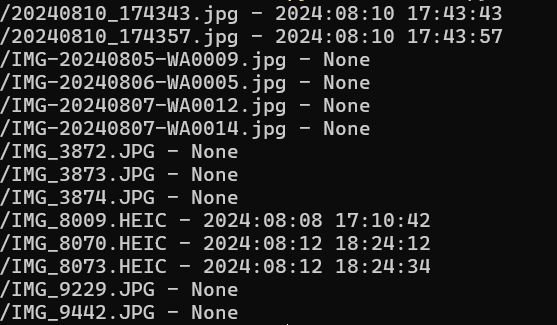 /20240810_174343.jpg - 2024:08:10 17:43:43
/20240810_174357.jpg - 2024:08:10 17:43:57
/IMG-20240805-WA0009.jpg - None
/IMG-20240806-WA0005.jpg - None
/IMG-20240807-WA0012.jpg - None
/IMG-20240807-WA0014.jpg - None
/IMG_3872.JPG - None
/IMG_3873.JPG - None
/IMG_3874.JPG - None
/IMG_8009.HEIC - 2024:08:08 17:10:42
/IMG_8070.HEIC - 2024:08:12 18:24:12
/IMG_8073.HEIC - 2024:08:12 18:24:34
/IMG_9229.JPG - None
/IMG_9442.JPG - None